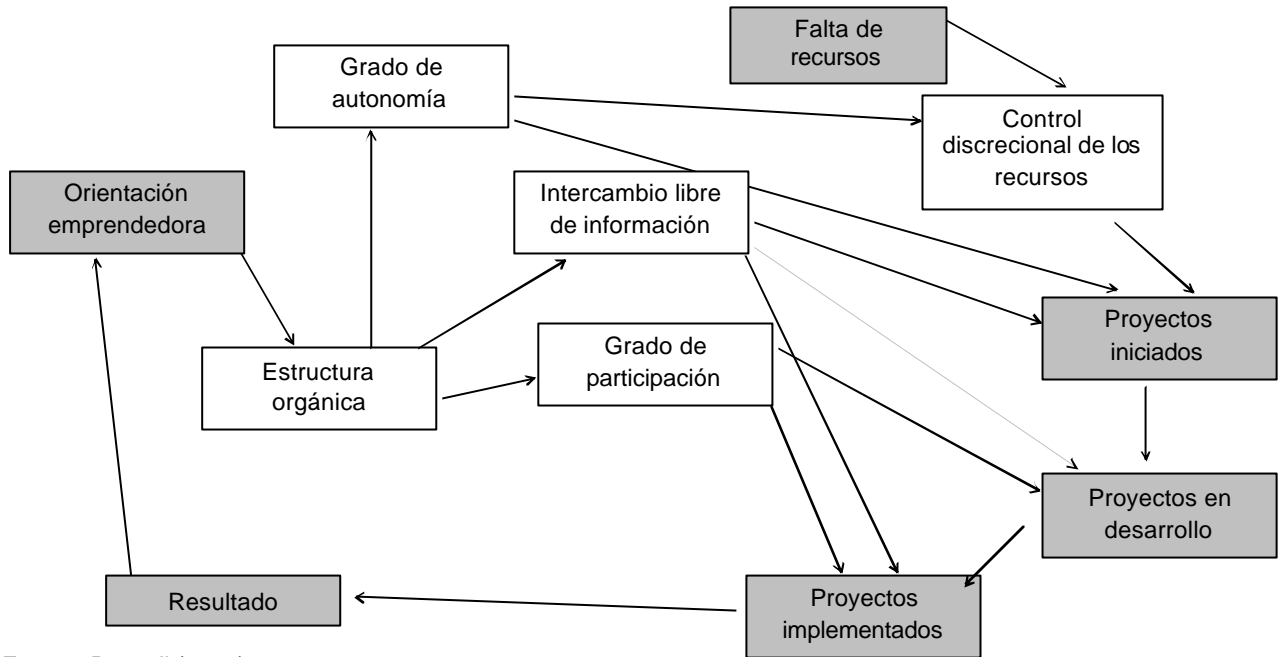 Falta de
recursos
Grado de
autonomía
Control
discrecional de los
recursos
Orientación
emprendedora
Intercambio libre
de información
Proyectos
iniciados
Grado de
participación
Estructura
orgánica
Proyectos en
desarrollo
Resultado
Proyectos
implementados